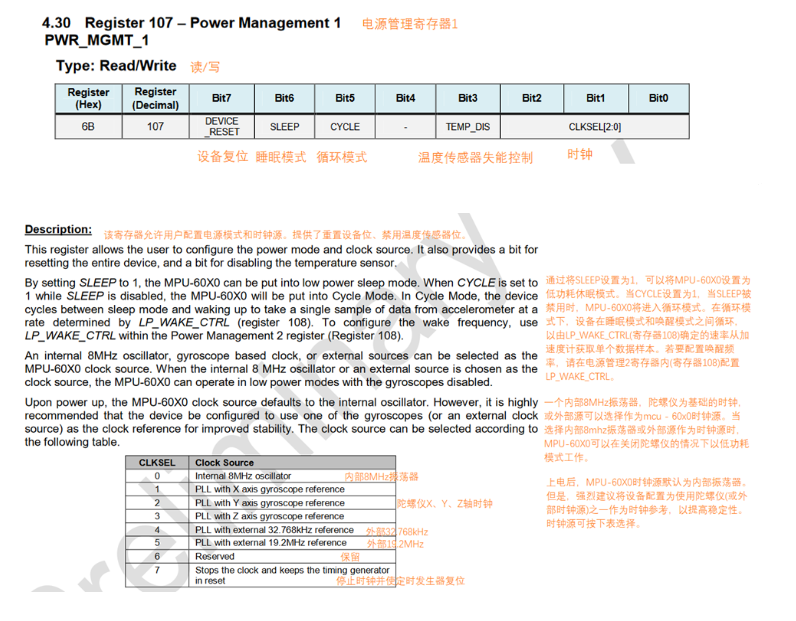 4.30 Register 107 – Power Management 1 电源管理寄存器1
PWR_MGMT_1
Type: Read/Write 读/写
Register (Hex) Register (Decimal) Bit7 Bit6 Bit5 Bit4 Bit3 Bit2 Bit1 Bit0
6B 107 DEVICE _RESET SLEEP CYCLE - TEMP_DIS CLKSEL[2:0]
设备复位 睡眠模式 循环模式 温度传感器失能控制 时钟
Description: 该寄存器允许用户配置电源模式和时钟源。提供了重置设备位、禁用温度传感器位。
This register allows the user to configure the power mode and clock source. It also provides a bit for
resetting the entire device, and a bit for disabling the temperature sensor.
By setting SLEEP to 1, the MPU-60X0 can be put into low power sleep mode. When CYCLE is set to
1 while SLEEP is disabled, the MPU-60X0 will be put into Cycle Mode. In Cycle Mode, the device
cycles between sleep mode and waking up to take a single sample of data from accelerometer at a
rate determined by LP_WAKE_CTRL (register 108). To configure the wake frequency, use
LP_WAKE_CTRL within the Power Management 2 register (Register 108).
通过将SLEEP设置为1，可以将MPU-60X0设置为
低功耗休眠模式。当CYCLE设置为1，当SLEEP被
禁用时，MPU-60X0将进入循环模式。在循环模
式下，设备在睡眠模式和唤醒模式之间循环，
以由LP_WAKE_CTRL(寄存器108)确定的速率从加
速度计获取单个数据样本。若要配置唤醒频
率，请在电源管理2寄存器内(寄存器108)配置
LP_WAKE_CTRL。
An internal 8MHz oscillator, gyroscope based clock, or external sources can be selected as the
MPU-60X0 clock source. When the internal 8 MHz oscillator or an external source is chosen as the
clock source, the MPU-60X0 can operate in low power modes with the gyroscopes disabled.
Upon power up, the MPU-60X0 clock source defaults to the internal oscillator. However, it is highly
recommended that the device be configured to use one of the gyroscopes (or an external clock
source) as the clock reference for improved stability. The clock source can be selected according to
the following table.
一个内部8MHz振荡器，陀螺仪为基础的时钟，
或外部源可以选择作为mcu - 60x0时钟源。当
选择内部8mhz振荡器或外部源作为时钟源时，
MPU-60X0可以在关闭陀螺仪的情况下以低功耗
模式工作。
上电后，MPU-60X0时钟源默认为内部振荡器。
但是，强烈建议将设备配置为使用陀螺仪(或外
部时钟源)之一作为时钟参考，以提高稳定性。
时钟源可按下表选择。
CLKSEL Clock Source
0 Internal 8MHz oscillator 内部8MHz振荡器
1 PLL with X axis gyroscope reference
2 PLL with Y axis gyroscope reference 陀螺仪X、Y、Z轴时钟
3 PLL with Z axis gyroscope reference
4 PLL with external 32.768kHz reference 外部32.768kHz
5 PLL with external 19.2MHz reference 外部19.2MHz
6 Reserved 保留
7 Stops the clock and keeps the timing generator
in reset 停止时钟并使定时发生器复位
Preliminary